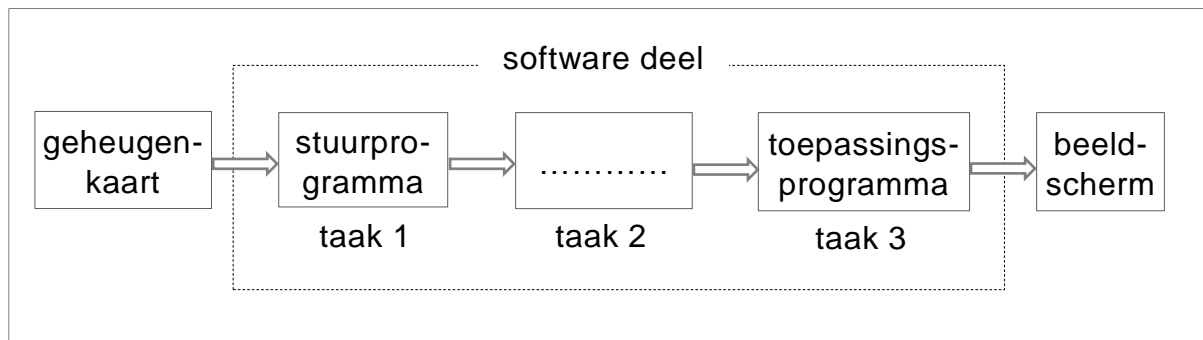 software deel
geheugen-
kaart
stuurpro-
gramma
............
toepassings-
programma
beeld-
scherm
taak 1
taak 2
taak 3